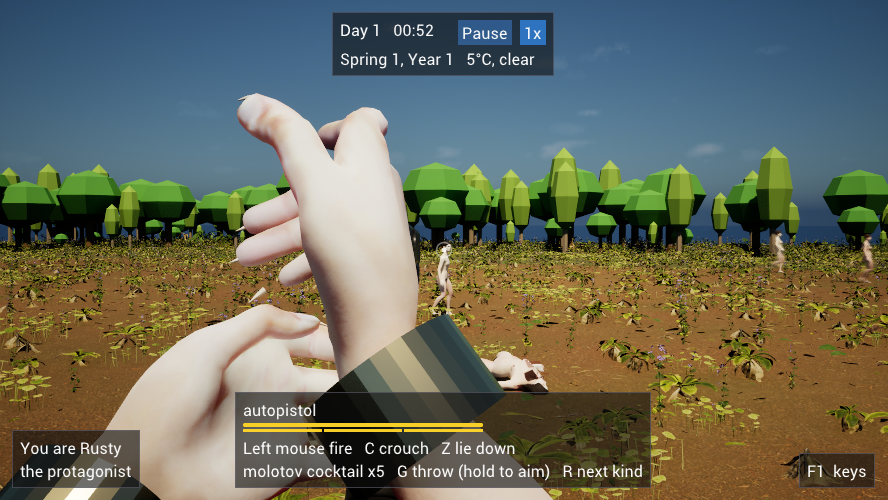 Day 1 00:52 Pause 1x
Spring 1, Year 1 5°C, clear
autopistol
Left mouse fire C crouch Z lie down
molotov cocktail x5 G throw (hold to aim) R next kind
You are Rusty
the protagonist
F1 keys